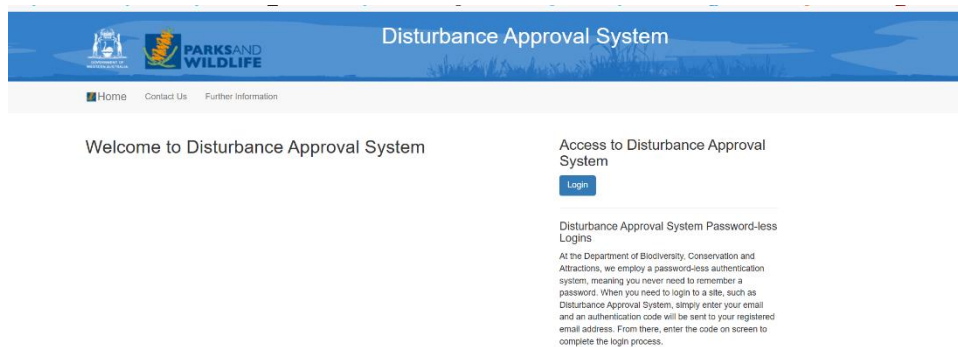 Disturbance Approval System
GOVERNMENT OF
WESTERN AUSTRALIA
PARKS AND
WILDLIFE
Home Contact Us Further Information
Welcome to Disturbance Approval System
Access to Disturbance Approval
System
Login
Disturbance Approval System Password-less
Logins
At the Department of Biodiversity, Conservation and
Attractions, we employ a password-less authentication
system, meaning you never need to remember a
password. When you need to login to a site, such as
Disturbance Approval System, simply enter your email
and an authentication code will be sent to your registered
email address. From there, enter the code on screen to
complete the login process.